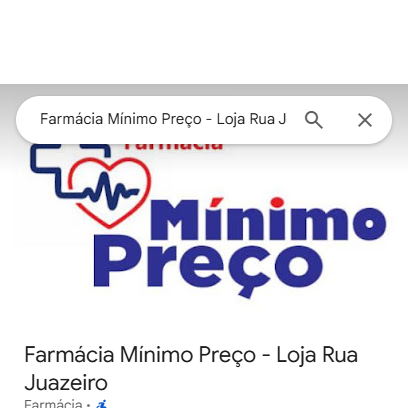 Farmácia Mínimo Preço - Loja Rua J
Farmácia
Mínimo
Preço
Farmácia Mínimo Preço - Loja Rua
Juazeiro
Farmácia ·